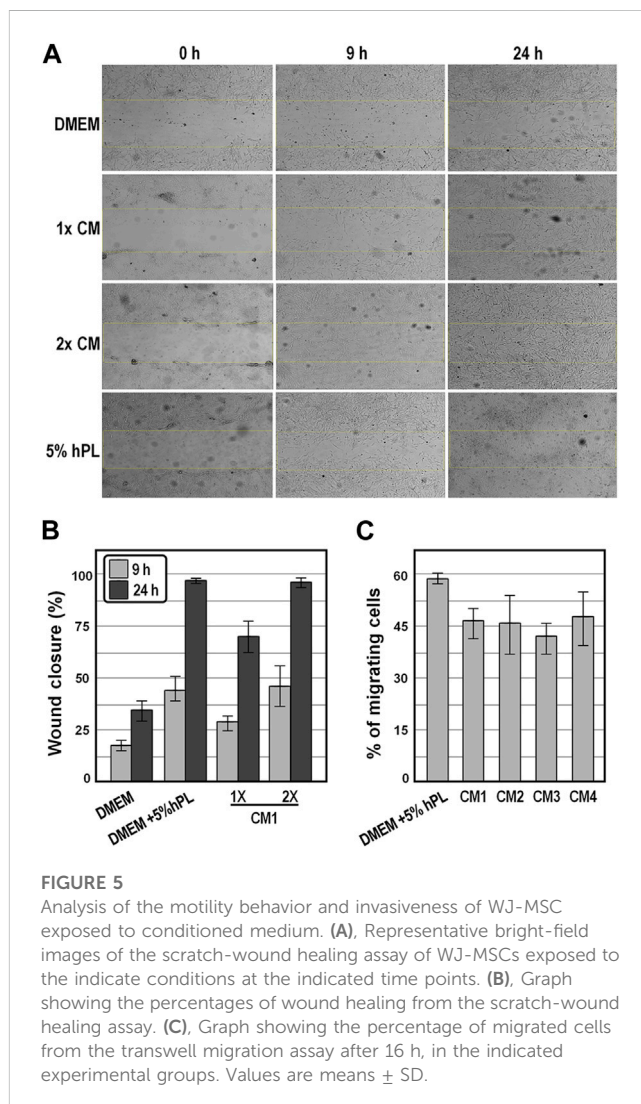 A
0 h 9 h 24 h
DMEM
1x CM
2x CM
5% hPL
B
Wound closure (%)
100
75
50
25
0
9 h
24 h
DMEM
DMEM +5%hPL
1X 2X
CM1
C
% of migrating cells
60
45
30
15
0
DMEM +5% hPL
CM1 CM2 CM3 CM4
FIGURE 5
Analysis of the motility behavior and invasiveness of WJ-MSC
exposed to conditioned medium. (A), Representative bright-field
images of the scratch-wound healing assay of WJ-MSCs exposed to
the indicate conditions at the indicated time points. (B), Graph
showing the percentages of wound healing from the scratch-wound
healing assay. (C), Graph showing the percentage of migrated cells
from the transwell migration assay after 16 h, in the indicated
experimental groups. Values are means ± SD.